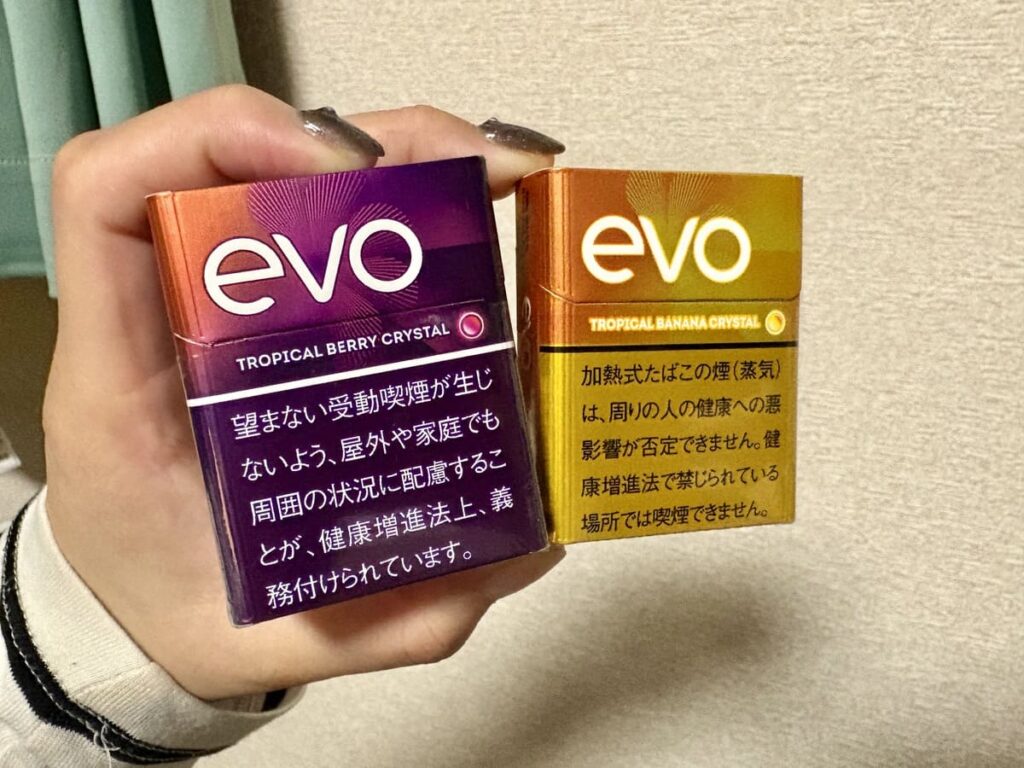 evo
TROPICAL BERRY CRYSTAL
望まない受動喫煙が生じ
ないよう、屋外や家庭でも
周囲の状況に配慮するこ
とが、健康増進法上、義
務付けられています。
evo
TROPICAL BANANA CRYSTAL
加熱式たばこの煙(蒸気)
は、周りの人の健康への悪
影響が否定できません。健
康増進法で禁じられている
場所では喫煙できません。